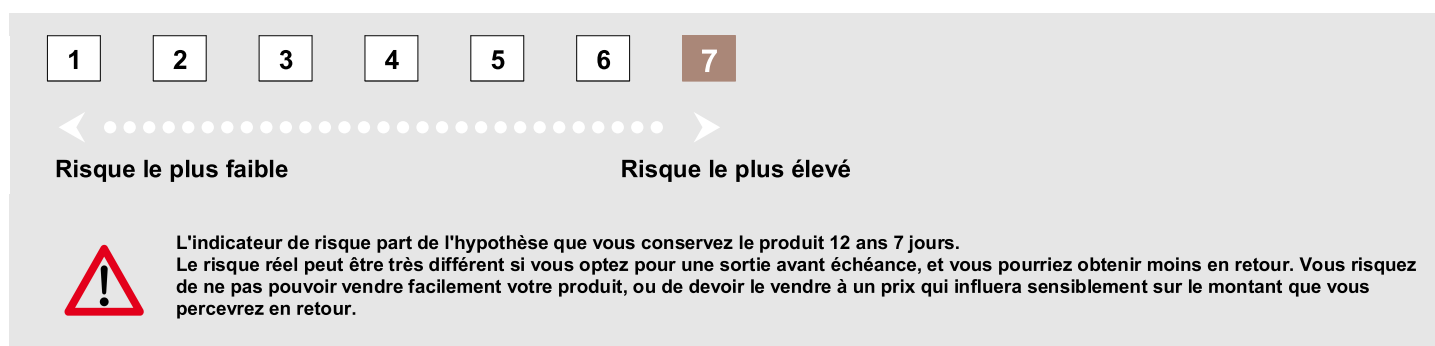 1 2 3 4 5 6 7
Risque le plus faible Risque le plus élevé
L'indicateur de risque part de l'hypothèse que vous conservez le produit 12 ans 7 jours.
Le risque réel peut être très différent si vous optez pour une sortie avant échéance, et vous pourriez obtenir moins en retour. Vous risquez
de ne pas pouvoir vendre facilement votre produit, ou de devoir le vendre à un prix qui influera sensiblement sur le montant que vous
percevrez en retour.